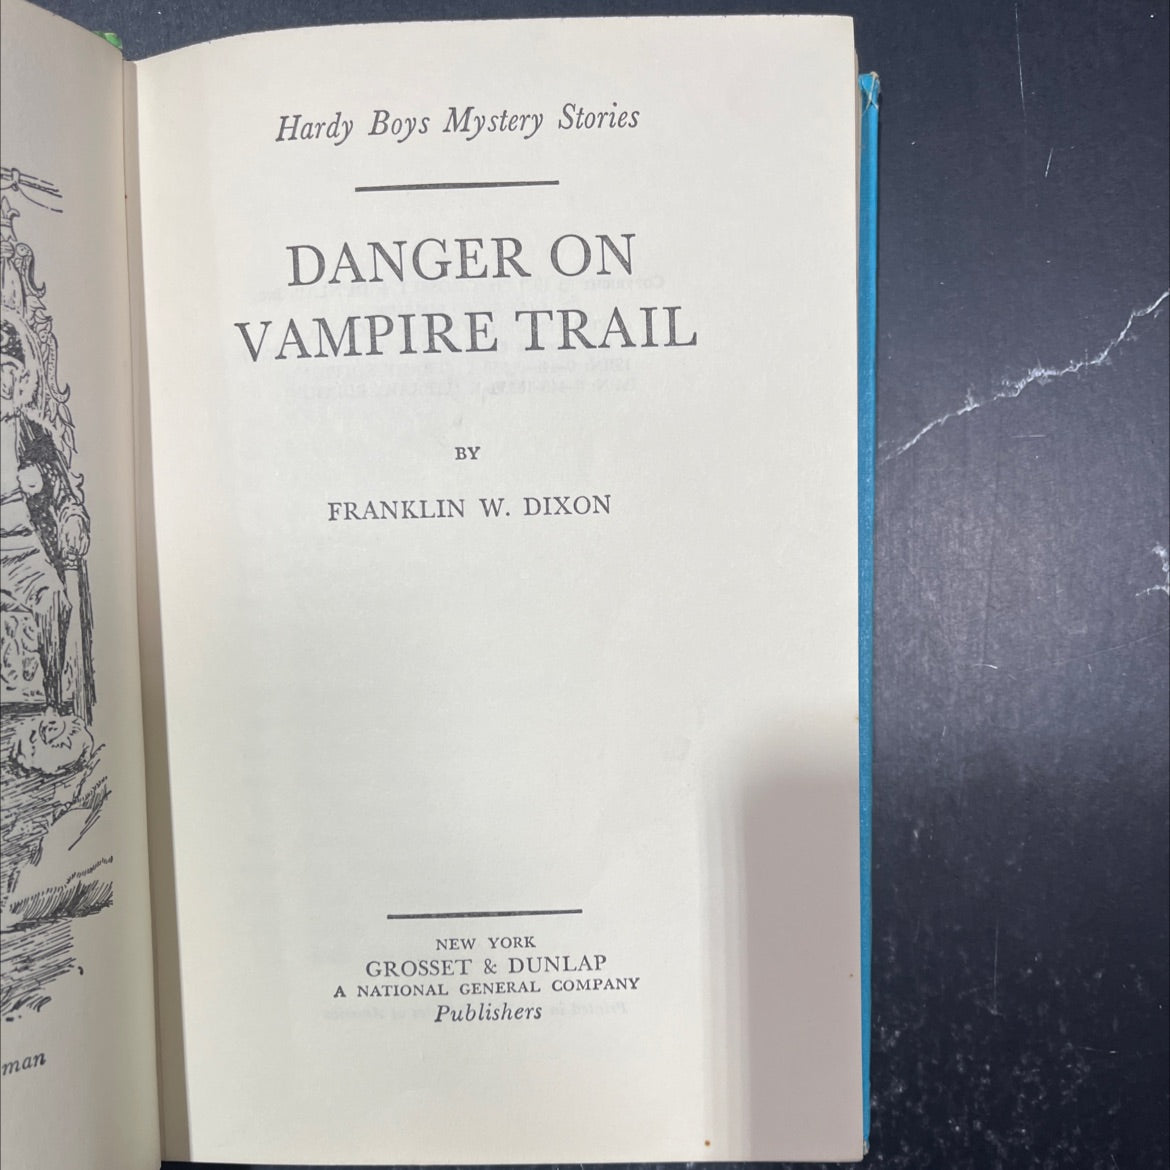 Hardy Boys Mystery Stories
DANGER ON
VAMPIRE TRAIL
BY
FRANKLIN W. DIXON
NEW YORK
GROSSET & DUNLAP
A NATIONAL GENERAL COMPANY
Publishers
man